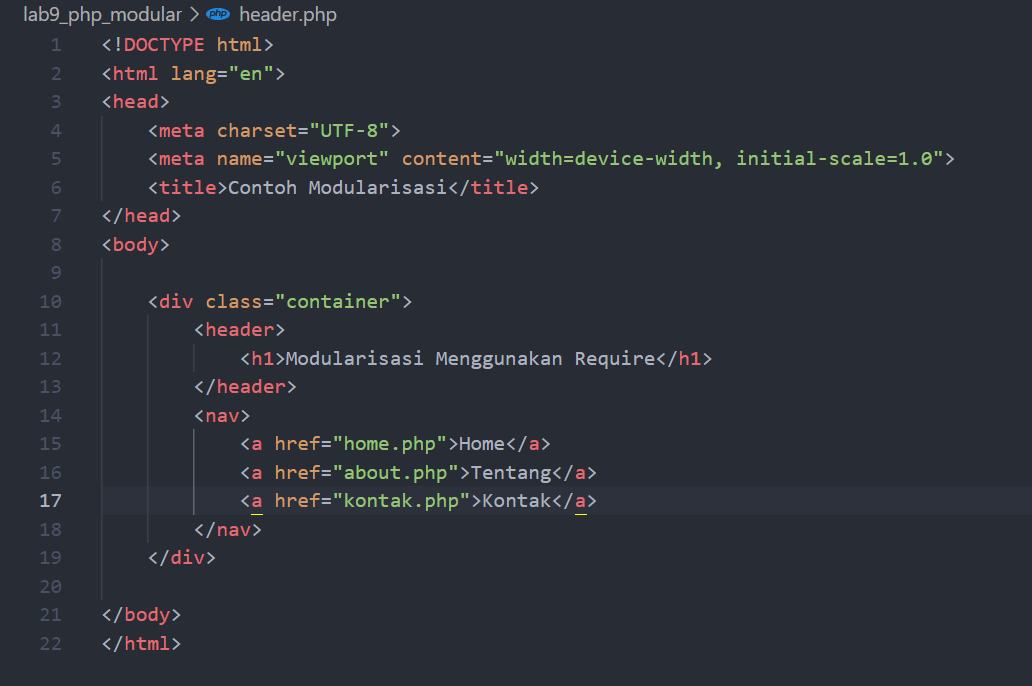 lab9_php_modular > php header.php
1 <!DOCTYPE html>
2 <html lang="en">
3 <head>
4     <meta charset="UTF-8">
5     <meta name="viewport" content="width=device-width, initial-scale=1.0">
6     <title>Contoh Modularisasi</title>
7 </head>
8 <body>
9
10     <div class="container">
11         <header>
12             <h1>Modularisasi Menggunakan Require</h1>
13         </header>
14         <nav>
15             <a href="home.php">Home</a>
16             <a href="about.php">Tentang</a>
17             <a href="kontak.php">Kontak</a>
18         </nav>
19     </div>
20
21 </body>
22 </html>